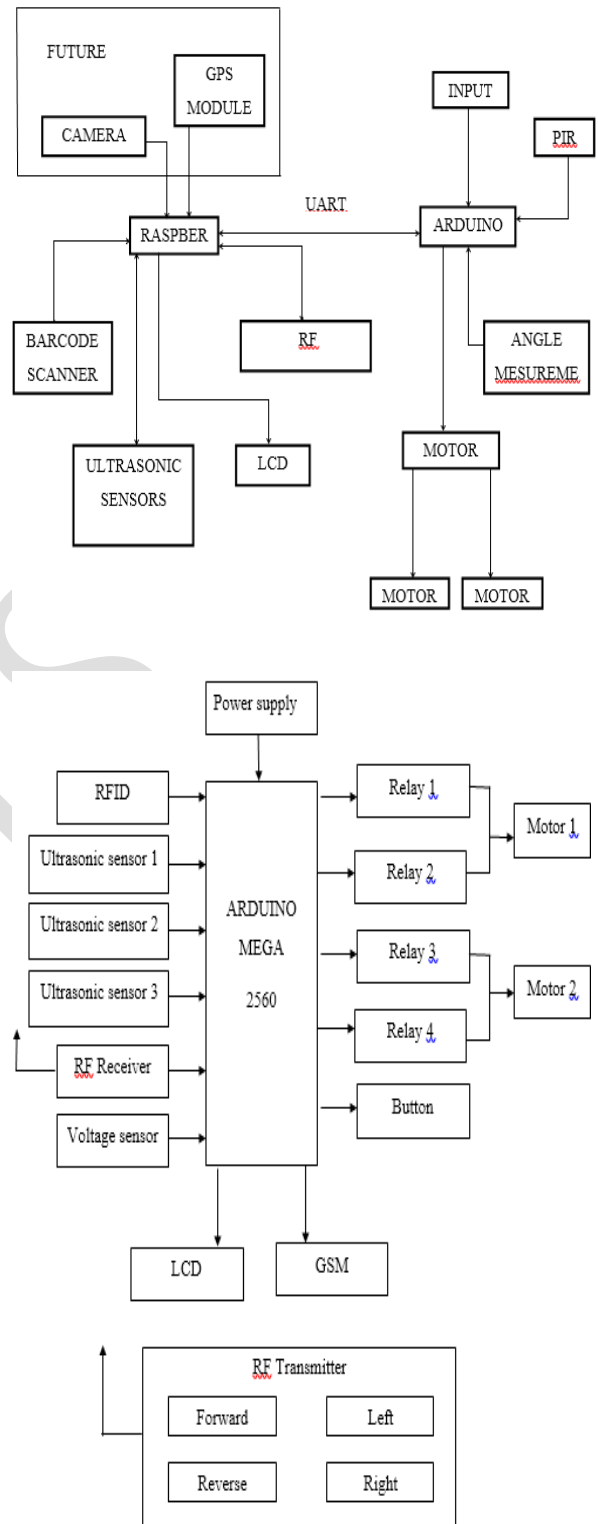 FUTURE
GPS
MODULE
CAMERA
INPUT
PIR
UART
RASPBER
ARDUINO
BARCODE
SCANNER
RF
ANGLE
MESUREME
ULTRASONIC
SENSORS
LCD
MOTOR
MOTOR
MOTOR
Power supply
RFID
Ultrasonic sensor 1
Ultrasonic sensor 2
Ultrasonic sensor 3
RF Receiver
Voltage sensor
ARDUINO
MEGA
2560
Relay 1
Relay 2
Relay 3
Relay 4
Button
Motor 1
Motor 2
LCD
GSM
RF Transmitter
Forward
Left
Reverse
Right